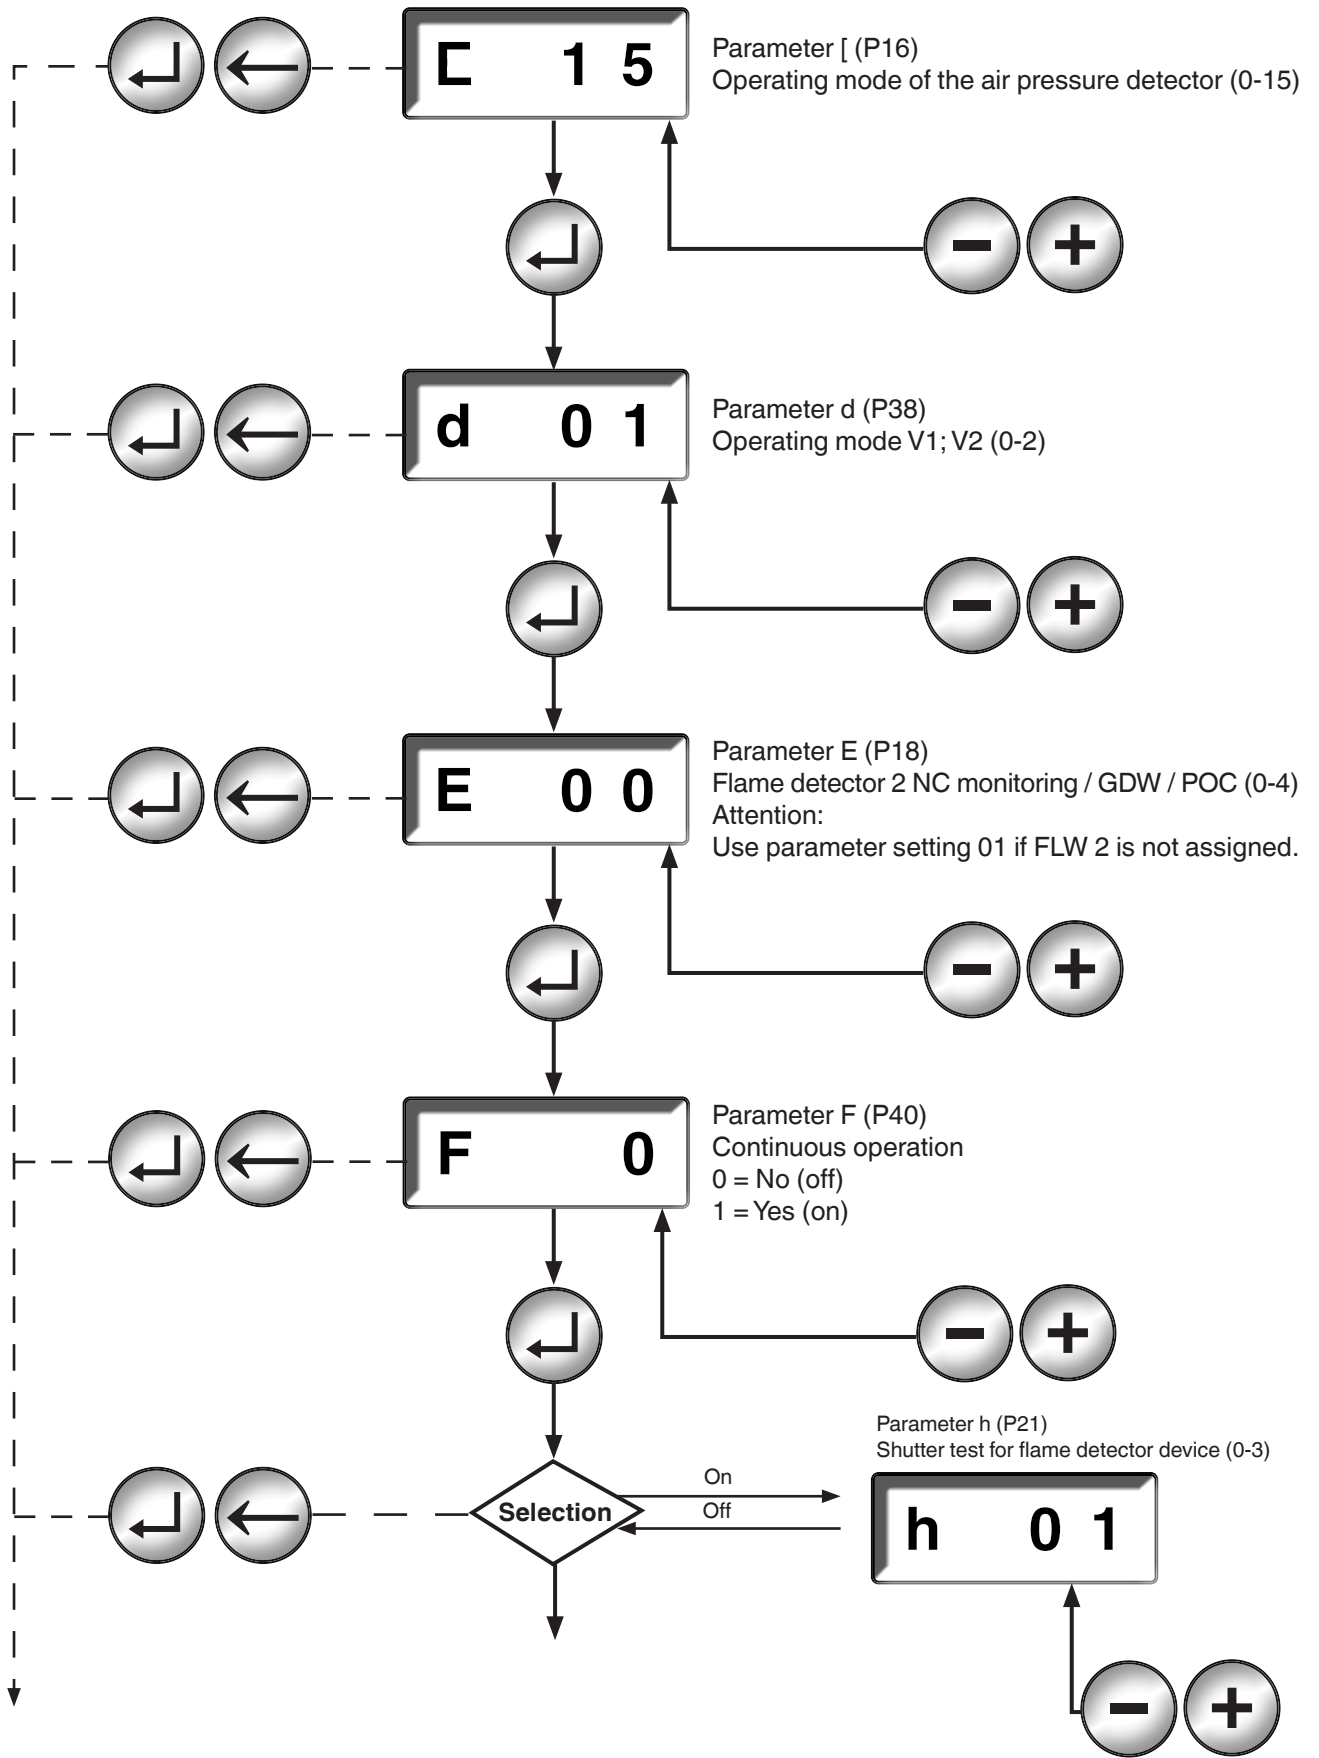 [ 1 5
Parameter [ (P16)
Operating mode of the air pressure detector (0-15)
d 0 1
Parameter d (P38)
Operating mode V1; V2 (0-2)
E 0 0
Parameter E (P18)
Flame detector 2 NC monitoring / GDW / POC (0-4)
Attention:
Use parameter setting 01 if FLW 2 is not assigned.
F 0
Parameter F (P40)
Continuous operation
0 = No (off)
1 = Yes (on)
Parameter h (P21)
Shutter test for flame detector device (0-3)
Selection
On
Off
h 0 1